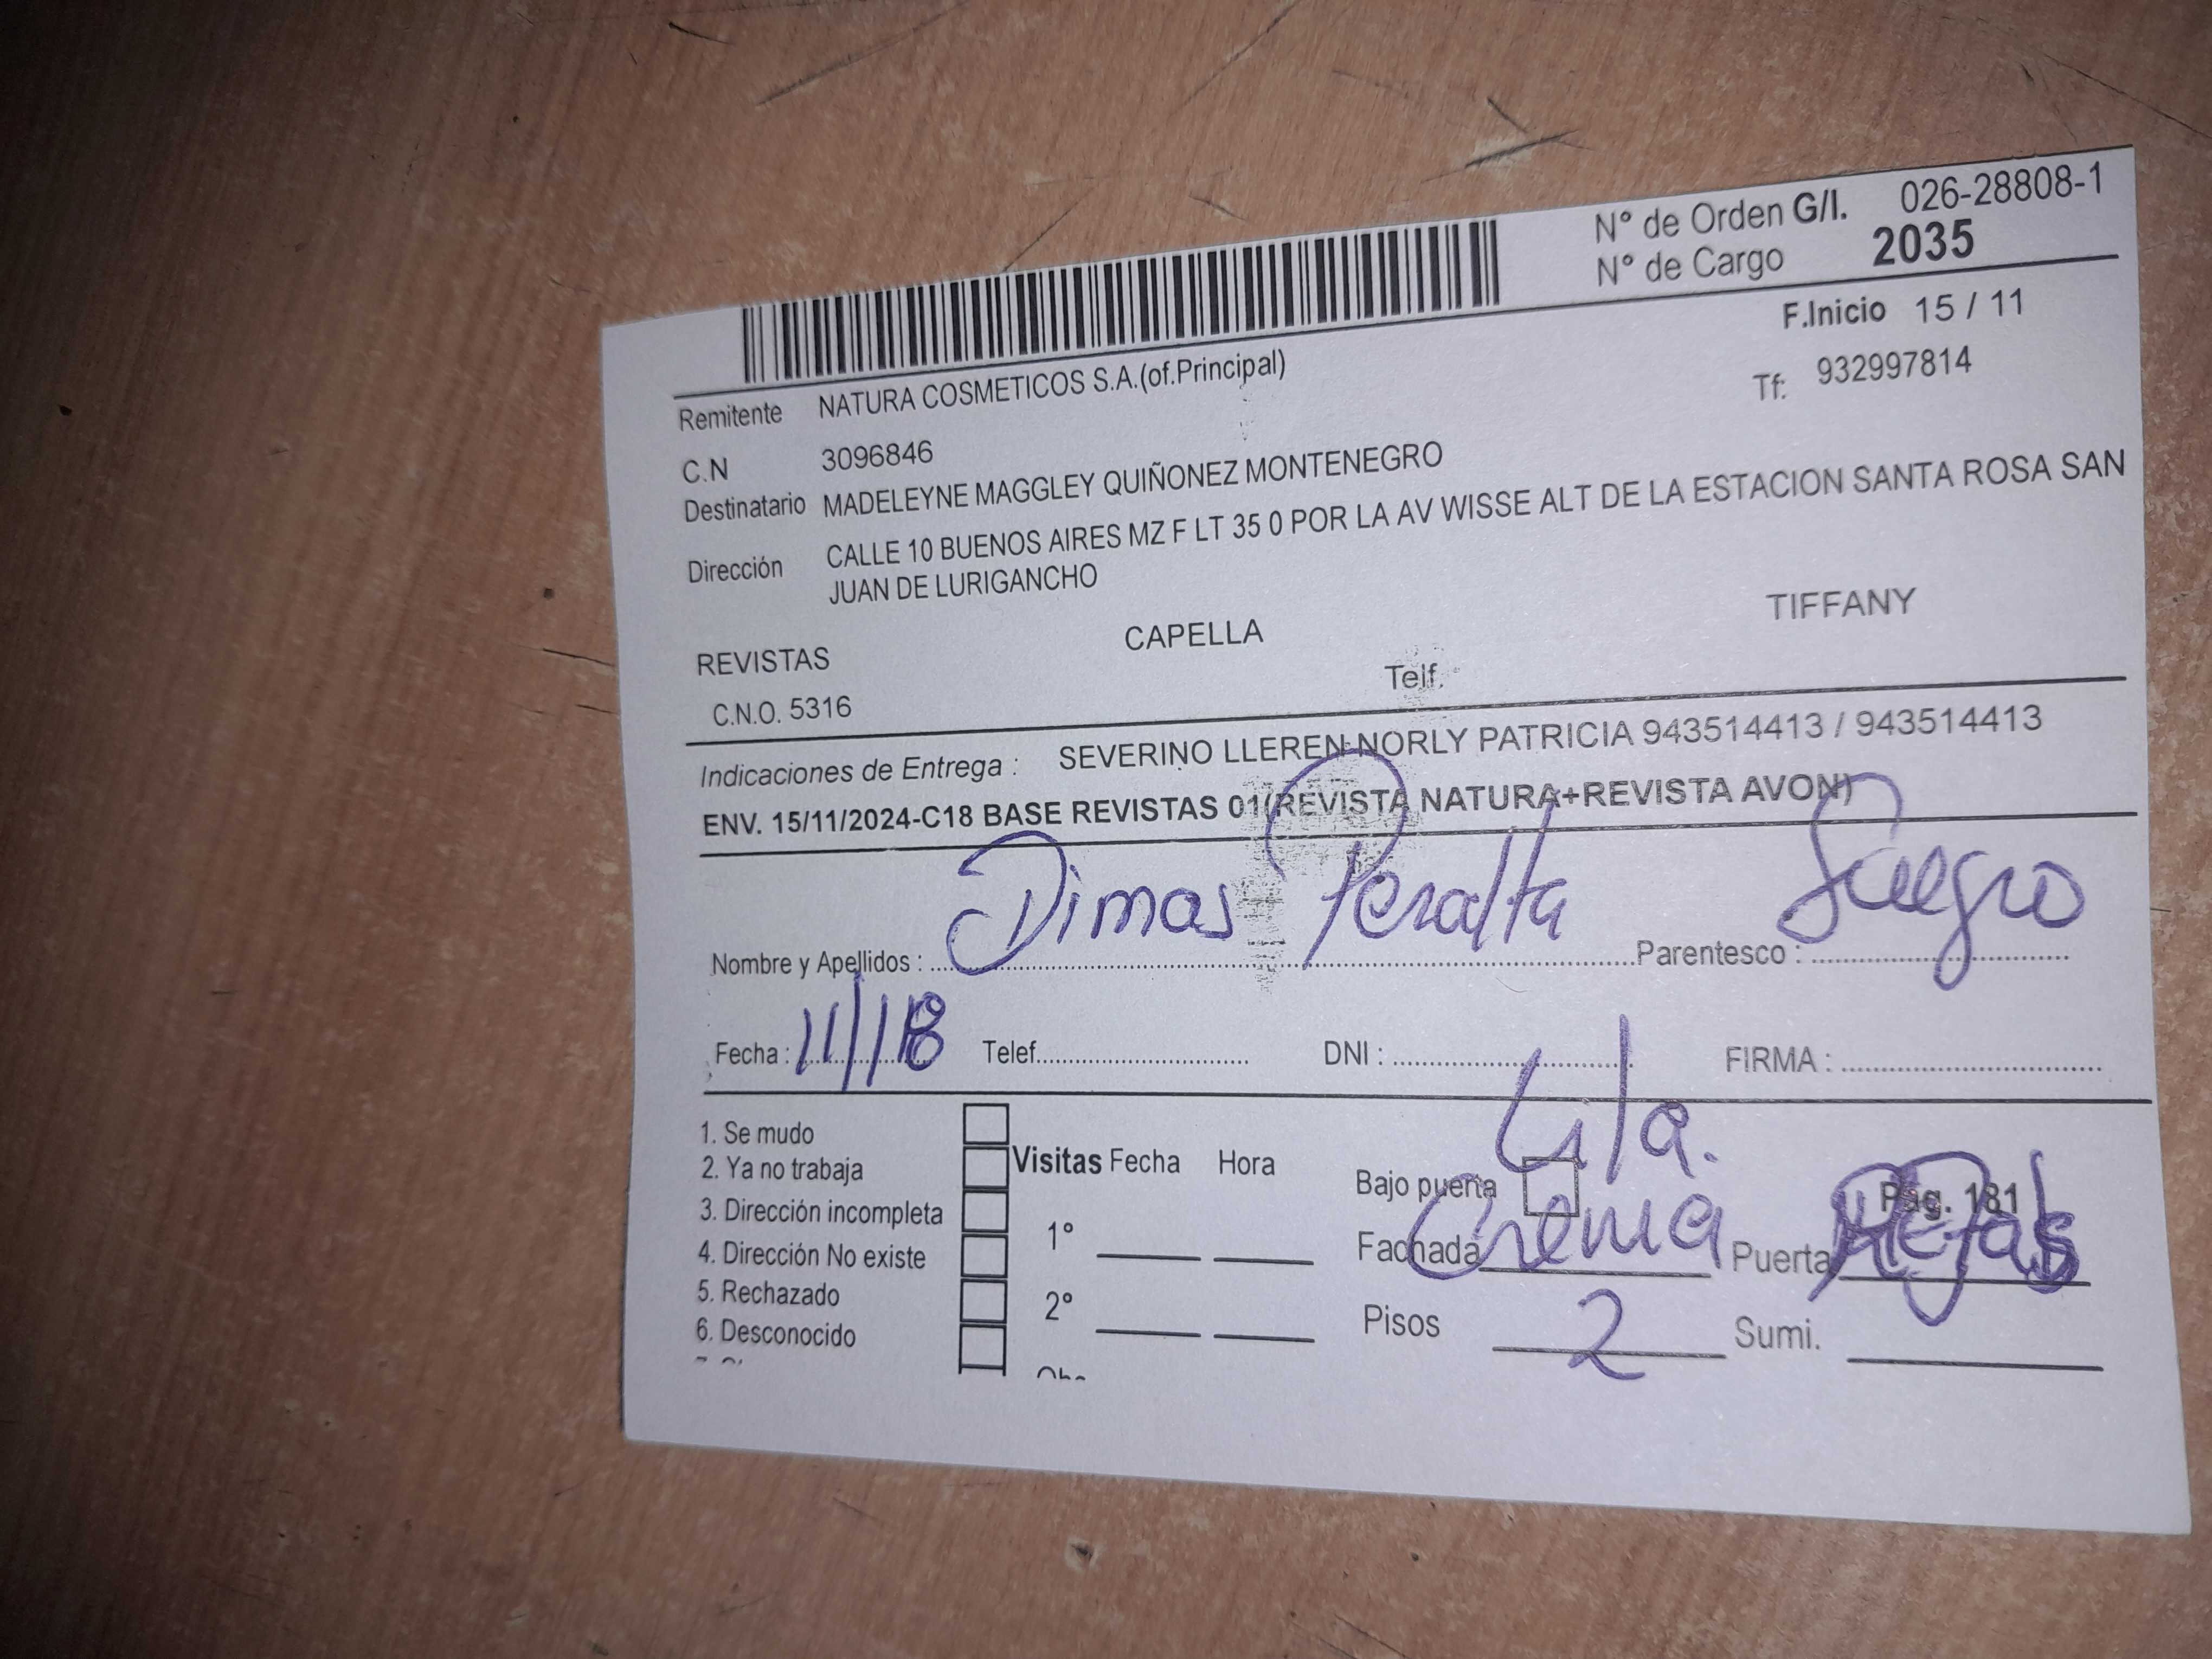 N° de Orden G/I. 026-28808-1
N° de Cargo 2035
F.Inicio 15 / 11
Remitente NATURA COSMETICOS S.A.(of.Principal)
Tf: 932997814
C.N 3096846
Destinatario MADELEYNE MAGGLEY QUIÑONEZ MONTENEGRO
Dirección CALLE 10 BUENOS AIRES MZ F LT 35 0 POR LA AV WISSE ALT DE LA ESTACION SANTA ROSA SAN
JUAN DE LURIGANCHO
REVISTAS CAPELLA TIFFANY
C.N.O. 5316 Telf.
Indicaciones de Entrega : SEVERINO LLEREN NORLY PATRICIA 943514413 / 943514413
ENV. 15/11/2024-C18 BASE REVISTAS 01(REVISTA NATURA+REVISTA AVON)
Nombre y Apellidos : Dimas Peralta Parentesco : Suegro
Fecha : 11/18 Telef. DNI : FIRMA :
1. Se mudo
2. Ya no trabaja
3. Dirección incompleta
4. Dirección No existe
5. Rechazado
6. Desconocido
Visitas Fecha Hora
1°
2°
Bajo puerta Pag. 181
Fachada Crema Puerta Rejas
Pisos 2 Sumi.